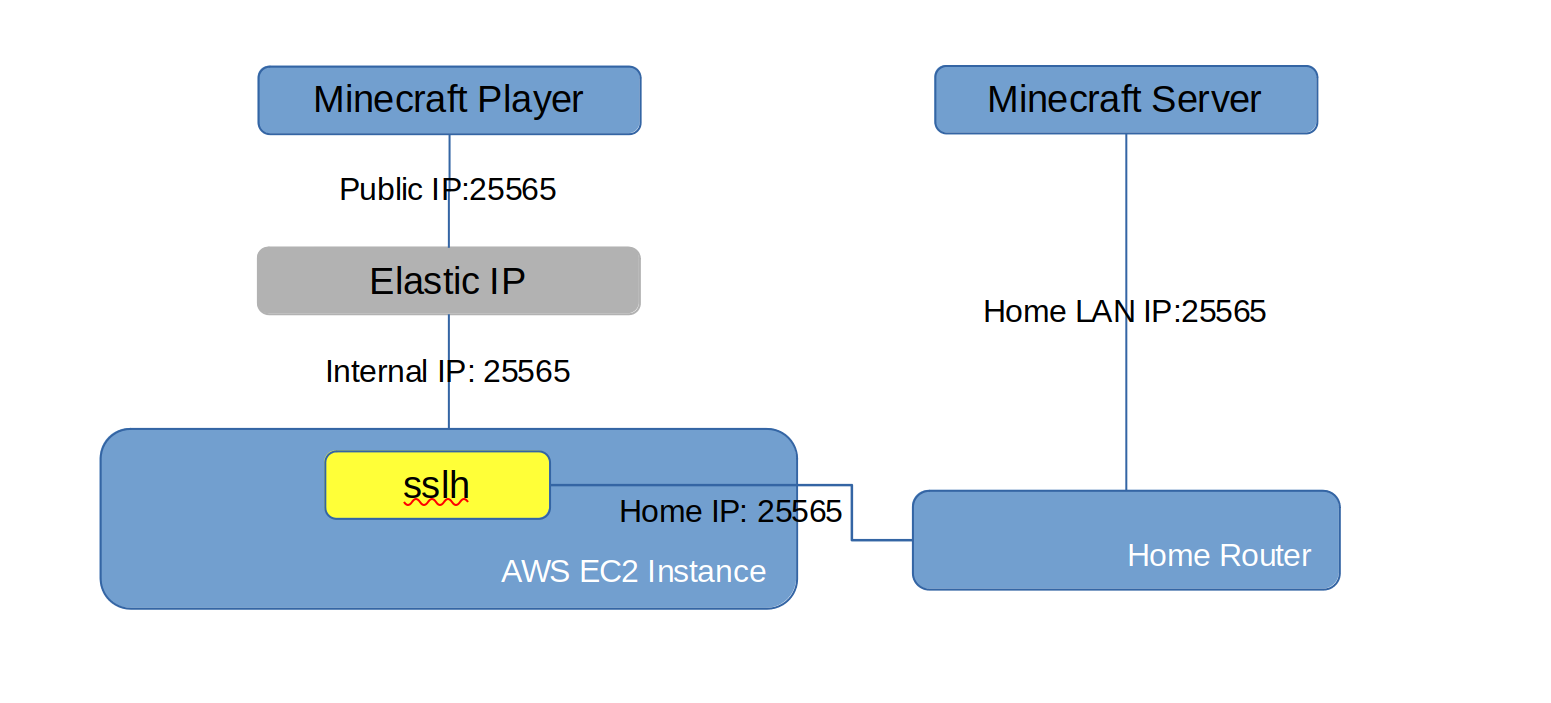 Minecraft Player
Minecraft Server
Public IP:25565
Elastic IP
Home LAN IP:25565
Internal IP: 25565
sslh
Home IP: 25565
AWS EC2 Instance
Home Router